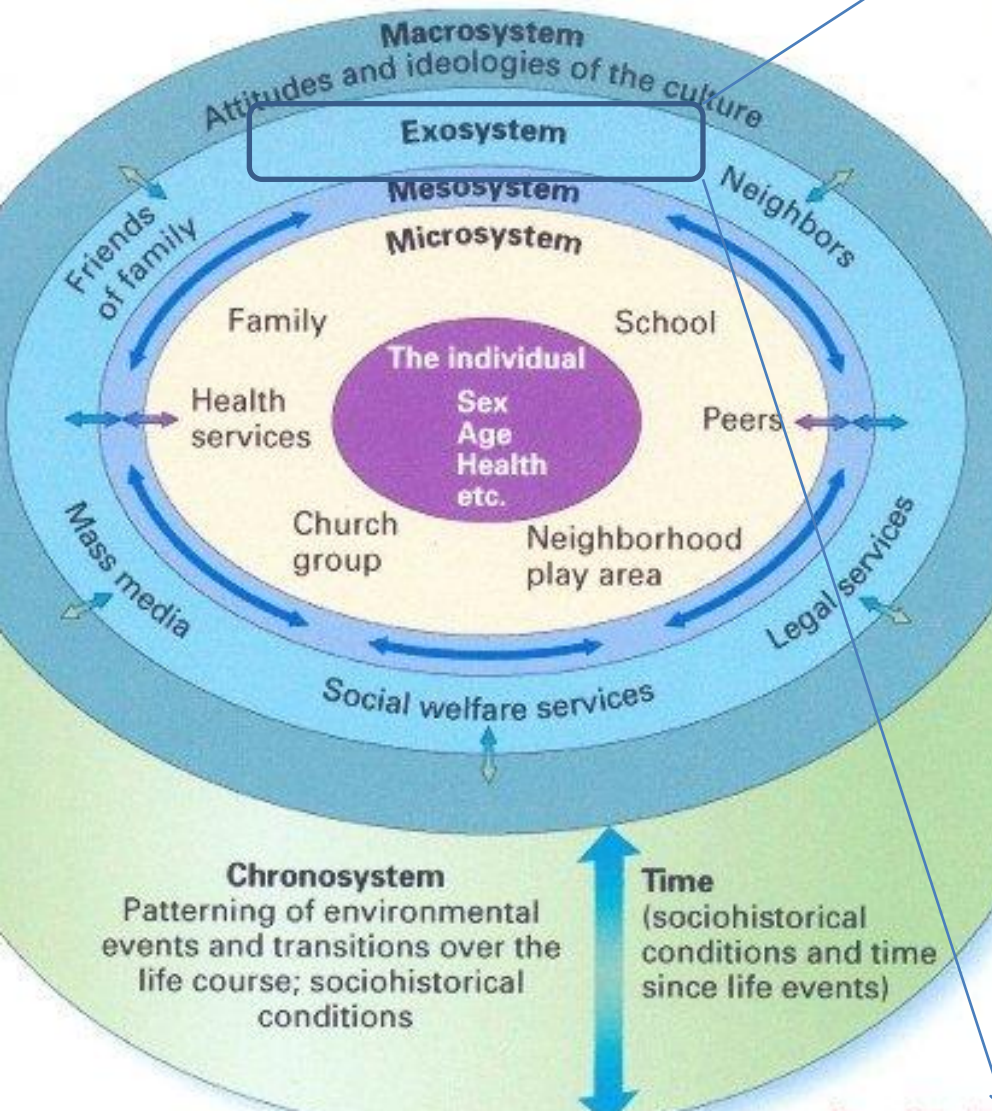 Macrosystem
Attitudes and ideologies of the culture
Exosystem
Mesosystem
Microsystem
Friends
of family
Neighbors
Family
School
The individual
Sex
Age
Health
etc.
Health
services
Peers
Church
group
Neighborhood
play area
Mass media
Legal services
Social welfare services
Chronosystem
Patterning of environmental
events and transitions over the
life course; sociohistorical
conditions
Time
(sociohistorical
conditions and time
since life events)